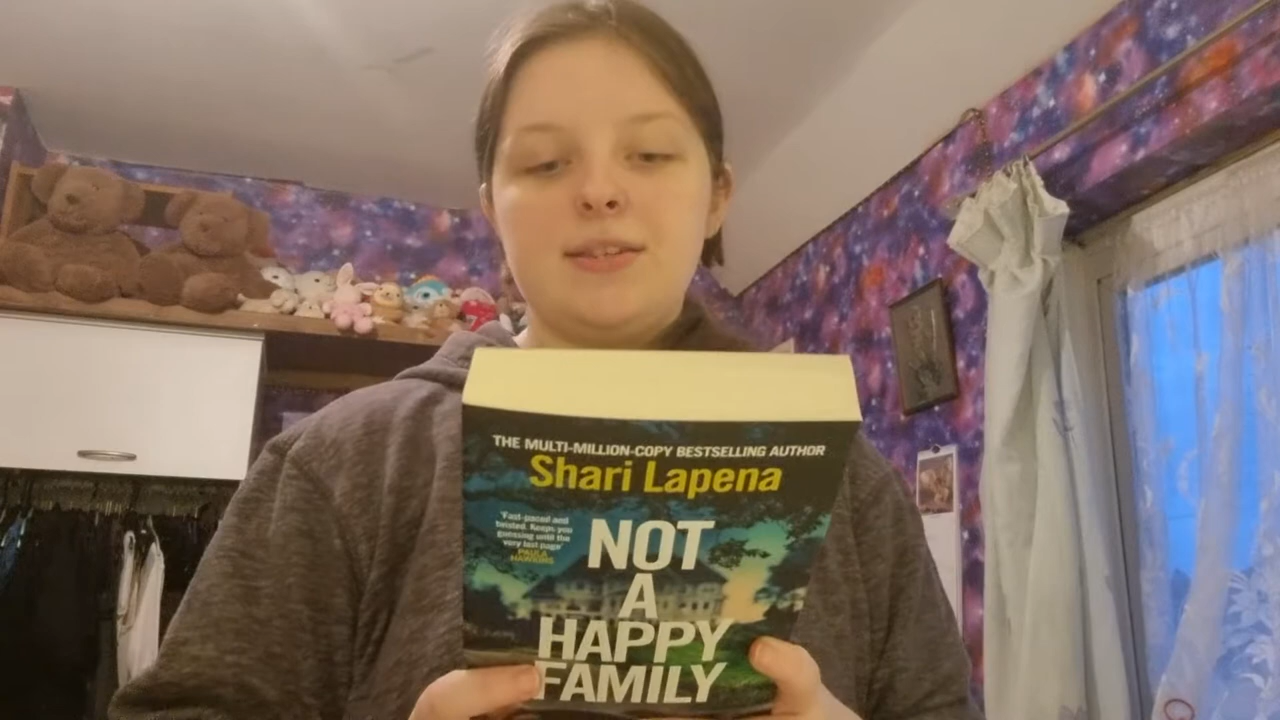 THE MULTI-MILLION-COPY BESTSELLING AUTHOR
Shari Lapena
'Fast-paced and
twisted. Keeps you
guessing until the
very last page'
PAULA
HAWKINS
NOT
A
HAPPY
FAMILY